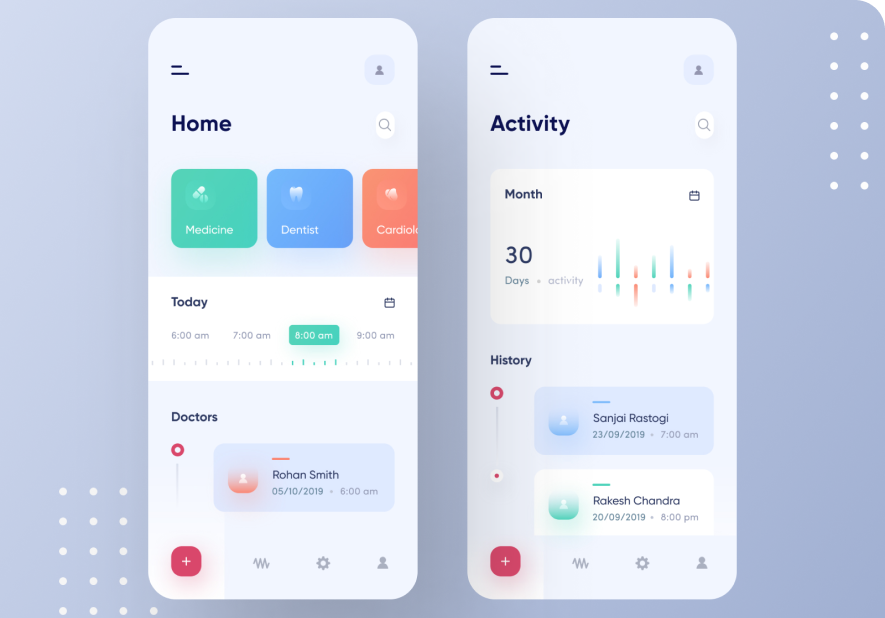 Home
Medicine
Dentist
Cardiolo
Today
6:00 am 7:00 am 8:00 am 9:00 am
Doctors
Rohan Smith
05/10/2019 • 6:00 am
+
Activity
Month
30
Days • activity
History
Sanjai Rastogi
23/09/2019 • 7:00 am
Rakesh Chandra
20/09/2019 • 8:00 pm
+